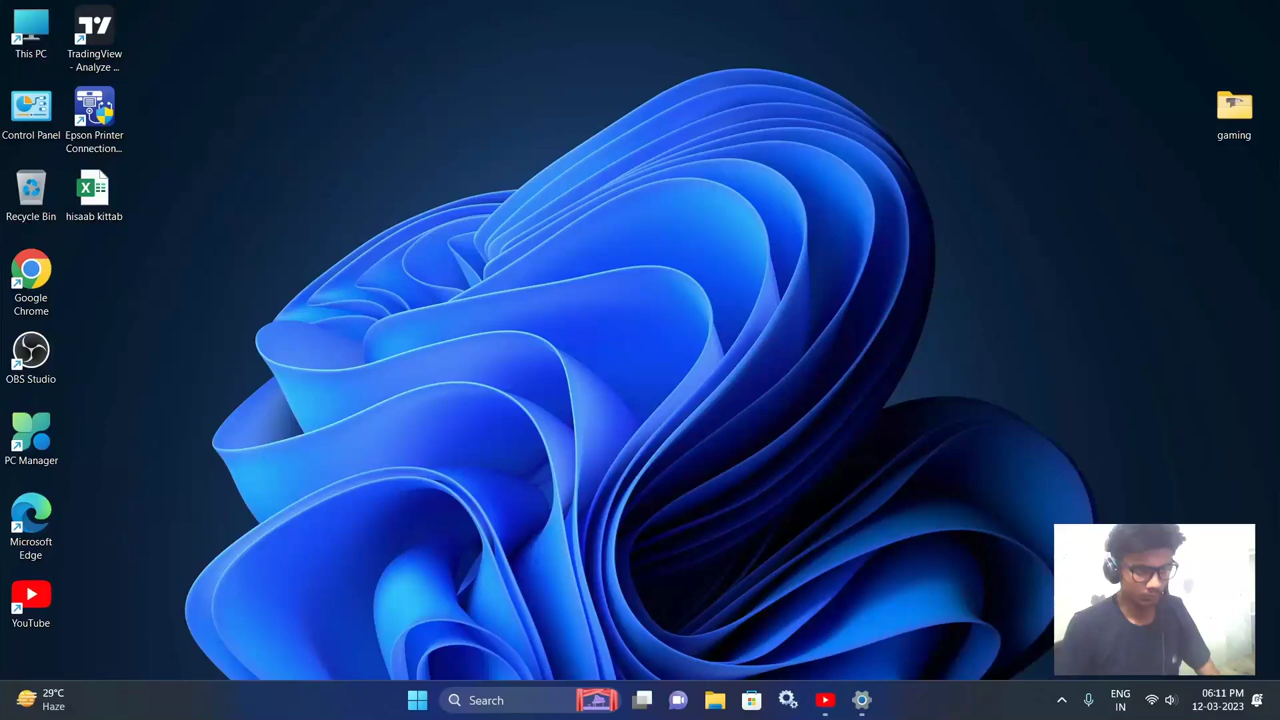 This PC
TradingView
- Analyze ...
Control Panel
Epson Printer
Connection...
Recycle Bin
hisaab kittab
Google
Chrome
OBS Studio
PC Manager
Microsoft
Edge
YouTube
gaming
29°C
Haze
Search
ENG
IN
06:11 PM
12-03-2023